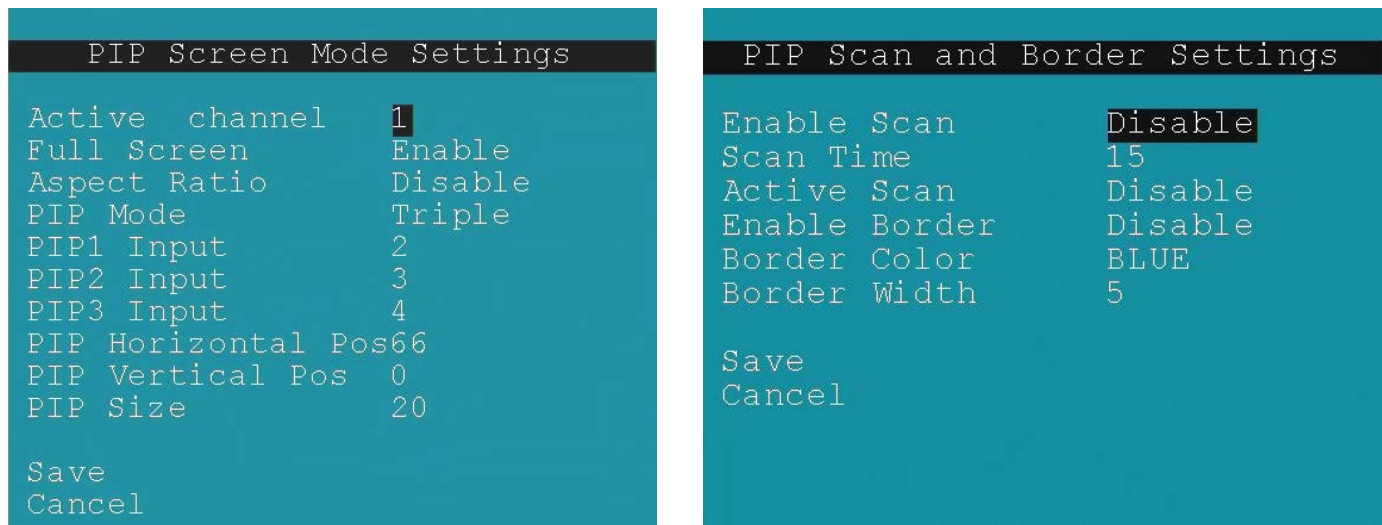 PIP Screen Mode Settings
Active channel 1
Full Screen Enable
Aspect Ratio Disable
PIP Mode Triple
PIP1 Input 2
PIP2 Input 3
PIP3 Input 4
PIP Horizontal Pos66
PIP Vertical Pos 0
PIP Size 20
Save
Cancel
PIP Scan and Border Settings
Enable Scan Disable
Scan Time 15
Active Scan Disable
Enable Border Disable
Border Color BLUE
Border Width 5
Save
Cancel